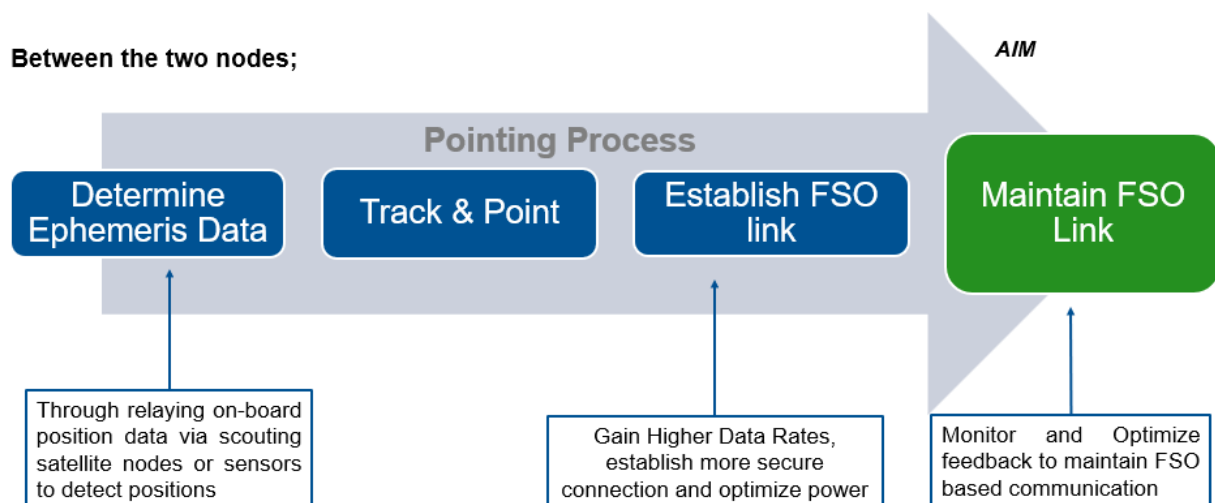 Between the two nodes;
AIM
Pointing Process
Determine
Ephemeris Data
Track & Point
Establish FSO
link
Maintain FSO
Link
Through relaying on-board
position data via scouting
satellite nodes or sensors
to detect positions
Gain Higher Data Rates,
establish more secure
connection and optimize power
Monitor and Optimize
feedback to maintain FSO
based communication